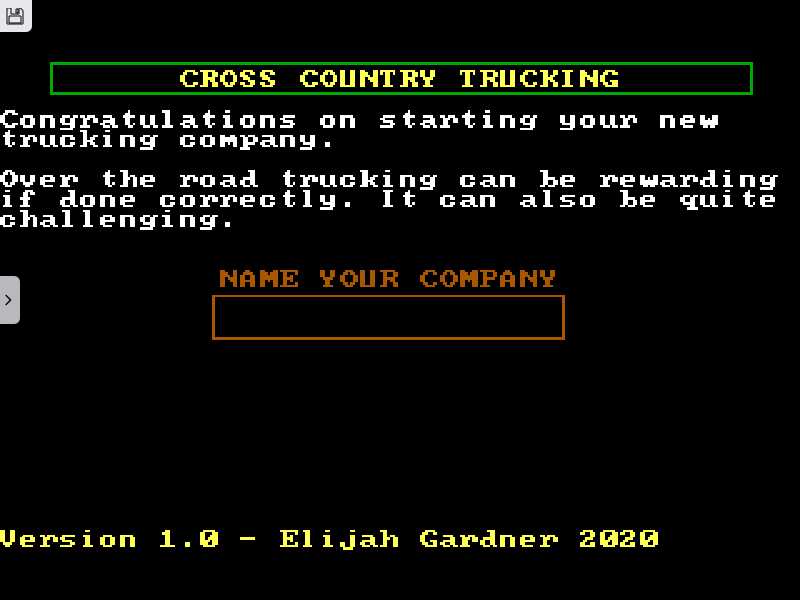 CROSS COUNTRY TRUCKING
Congratulations on starting your new
trucking company.
Over the road trucking can be rewarding
if done correctly. It can also be quite
challenging.
NAME YOUR COMPANY
Version 1.0 - Elijah Gardner 2020